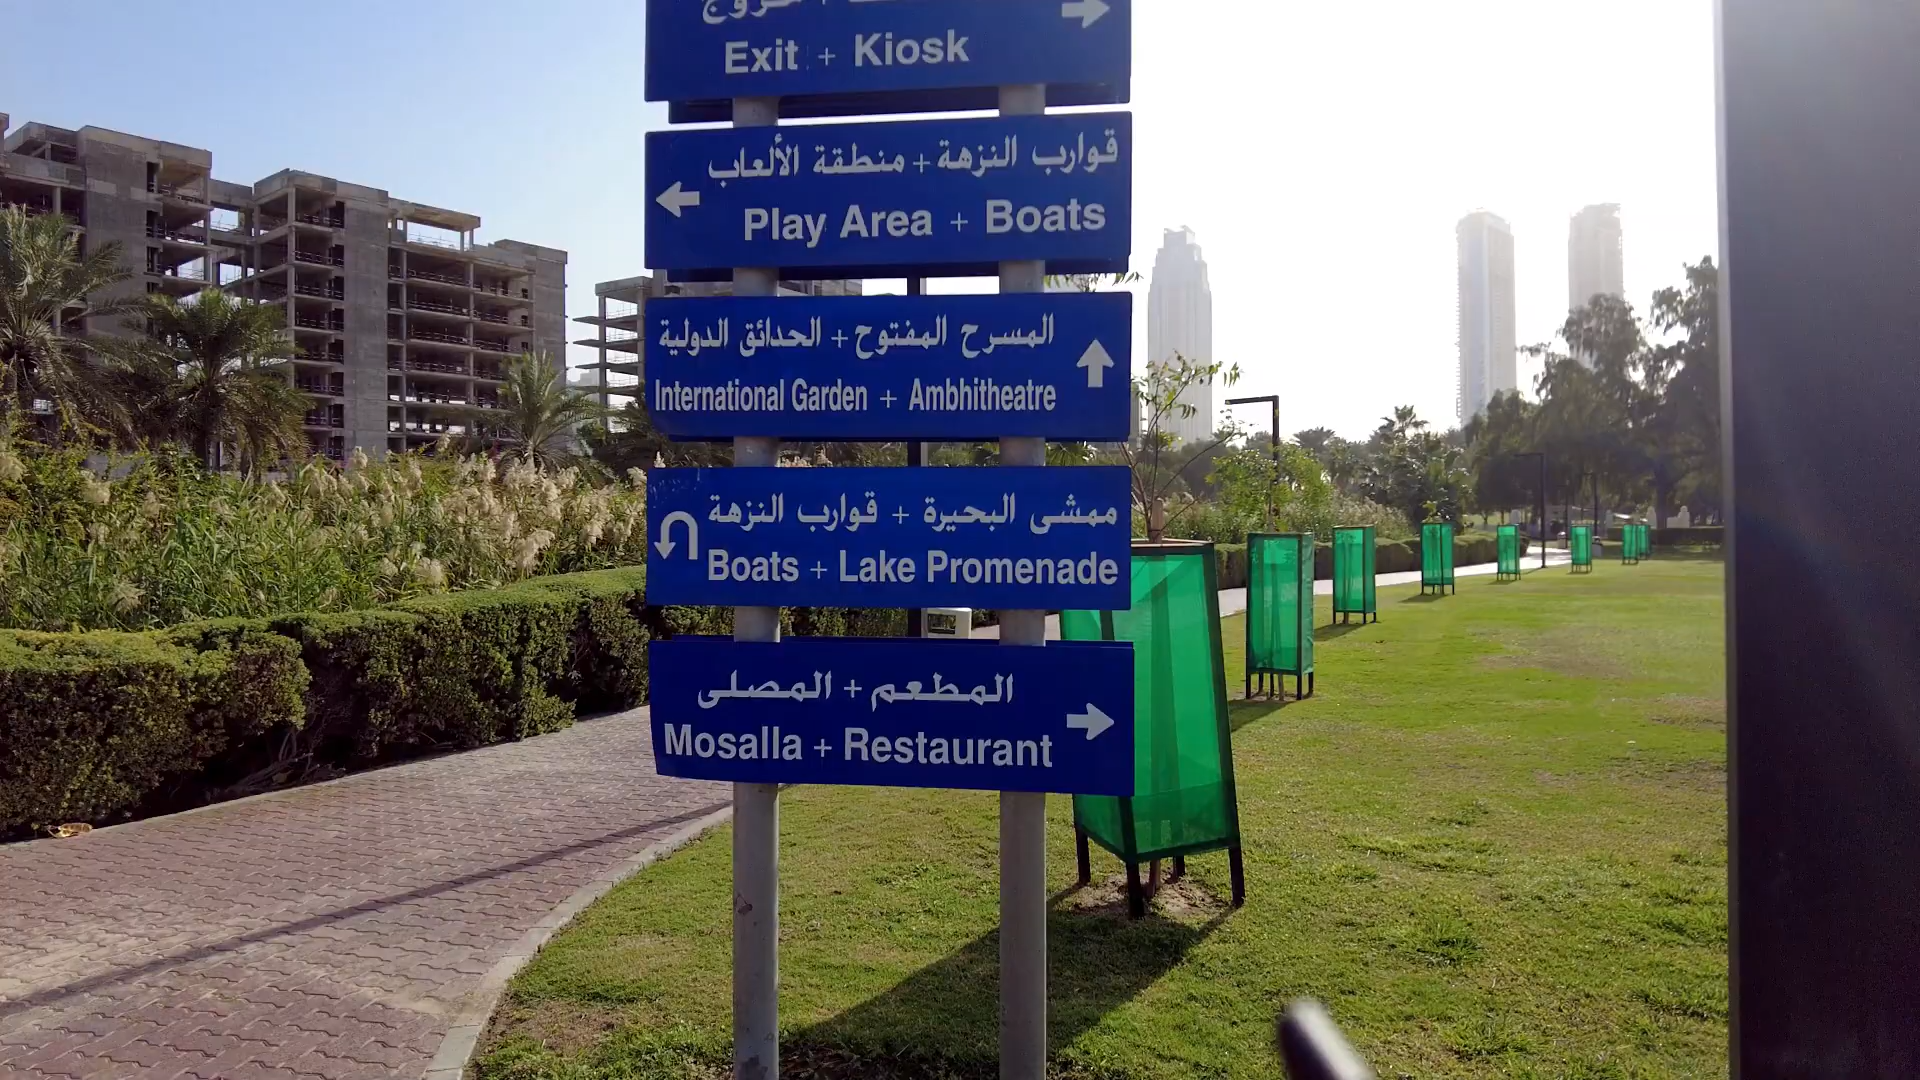 خروج
Exit + Kiosk
قوارب النزهة + منطقة الألعاب
Play Area + Boats
المسرح المفتوح + الحدائق الدولية
International Garden + Ambhitheatre
ممشى البحيرة + قوارب النزهة
Boats + Lake Promenade
المطعم + المصلى
Mosalla + Restaurant